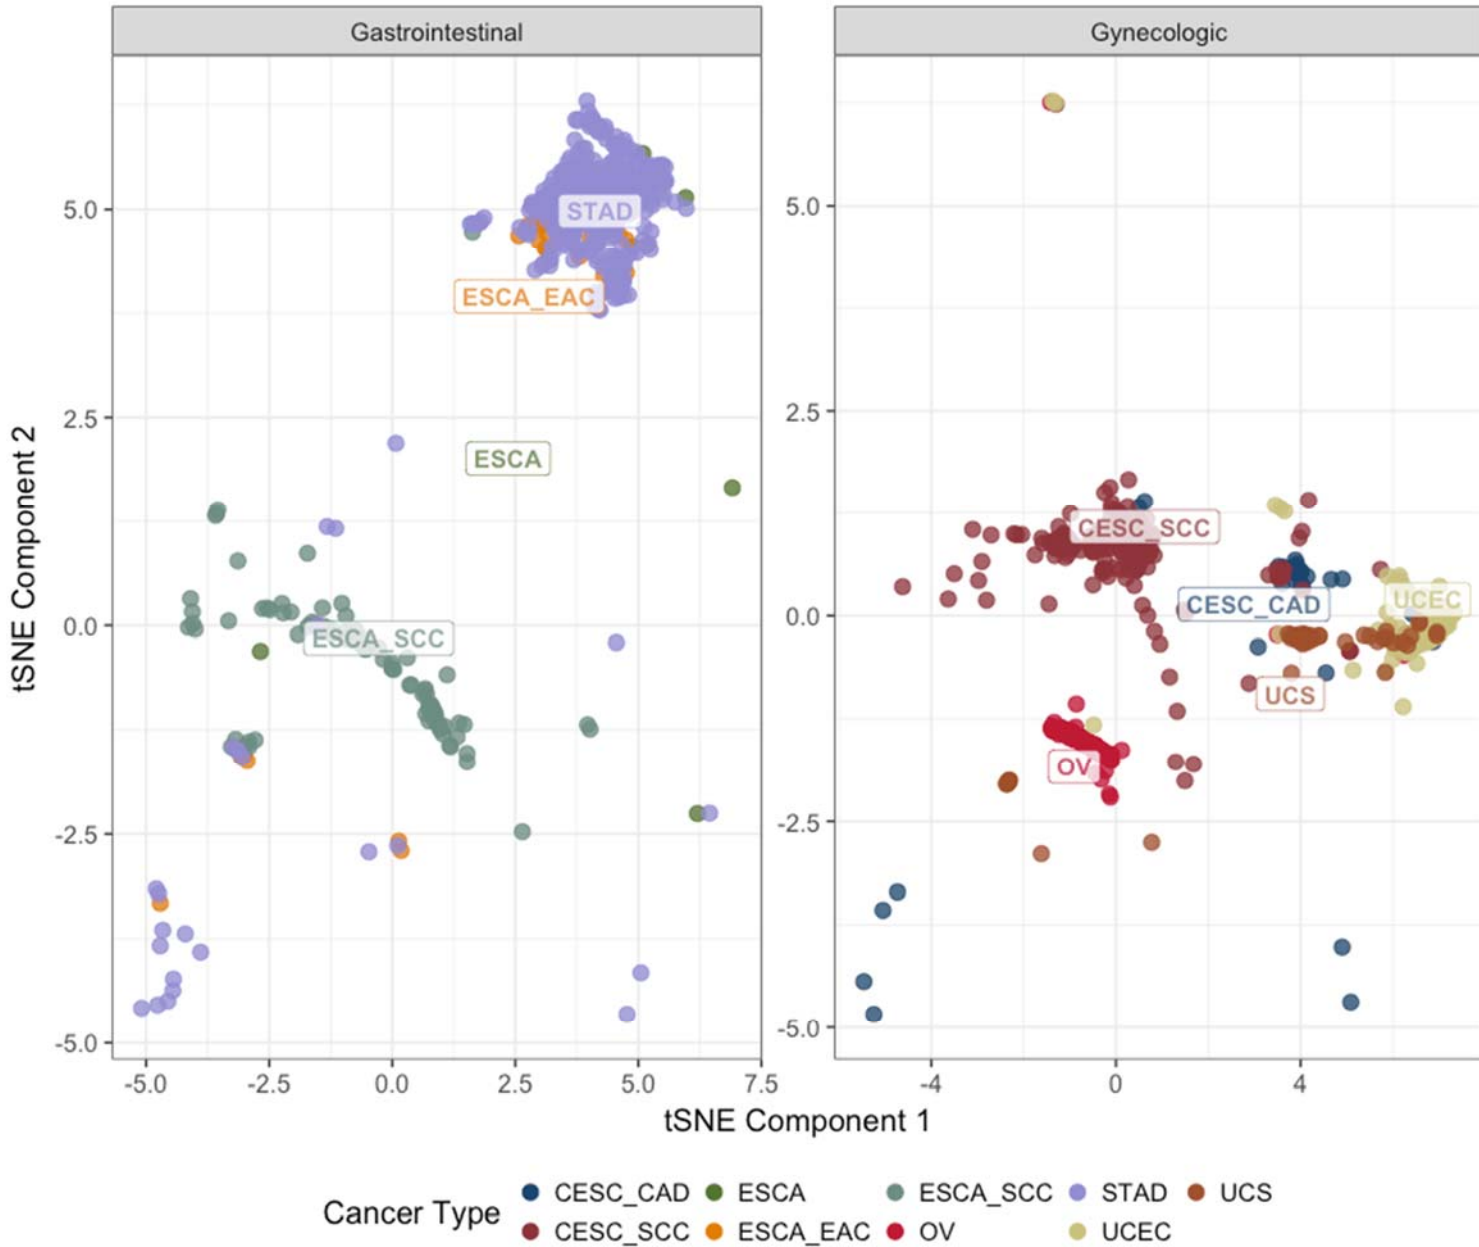 Gastrointestinal
Gynecologic
tSNE Component 2
5.0
2.5
0.0
-2.5
-5.0
STAD
ESCA_EAC
ESCA
ESCA_SCC
-5.0 -2.5 0.0 2.5 5.0 7.5
5.0
2.5
0.0
-2.5
-5.0
CESC_SCC
CESC_CAD
UCEC
UCS
OV
-4 0 4
tSNE Component 1
Cancer Type
CESC_CAD ESCA ESCA_SCC STAD UCS
CESC_SCC ESCA_EAC OV UCEC